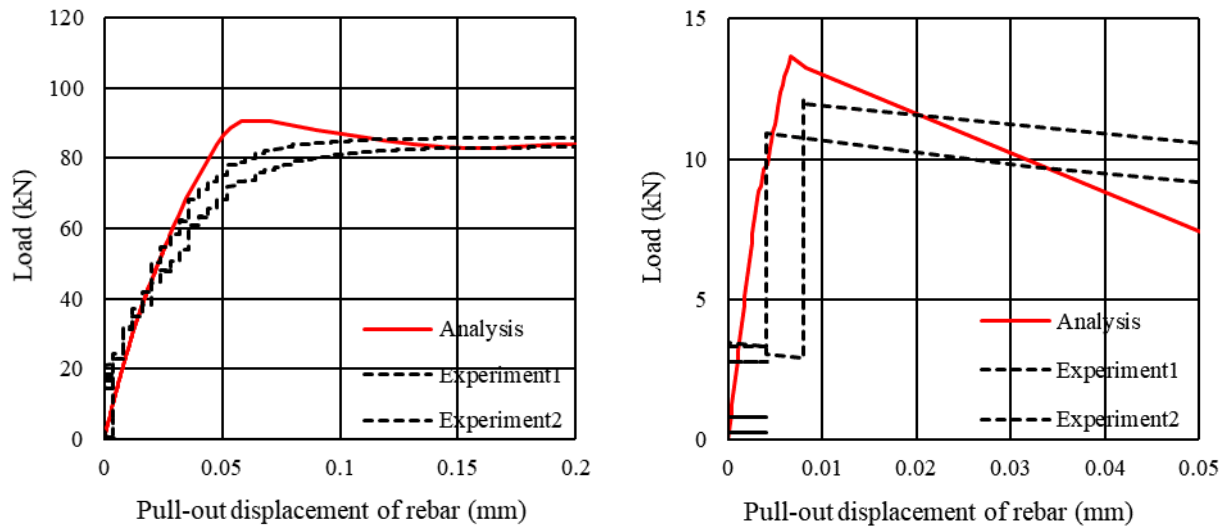 120
100
80
60
40
20
0
Load (kN)
Analysis
Experiment1
Experiment2
0 0.05 0.1 0.15 0.2
Pull-out displacement of rebar (mm)
15
10
5
0
Load (kN)
Analysis
Experiment1
Experiment2
0 0.01 0.02 0.03 0.04 0.05
Pull-out displacement of rebar (mm)